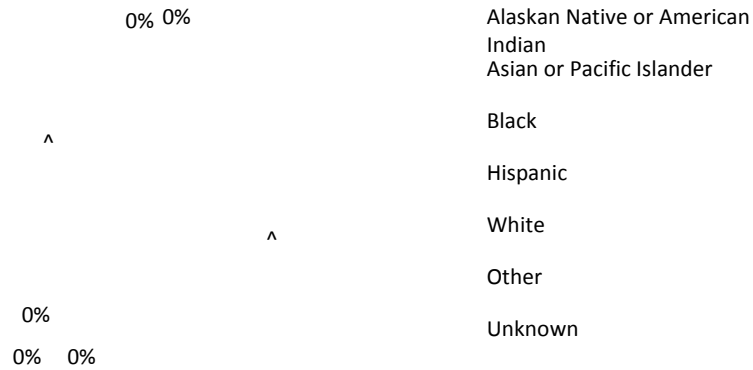 0% 0%
^
^
0%
0% 0%
Alaskan Native or American
Indian
Asian or Pacific Islander
Black
Hispanic
White
Other
Unknown